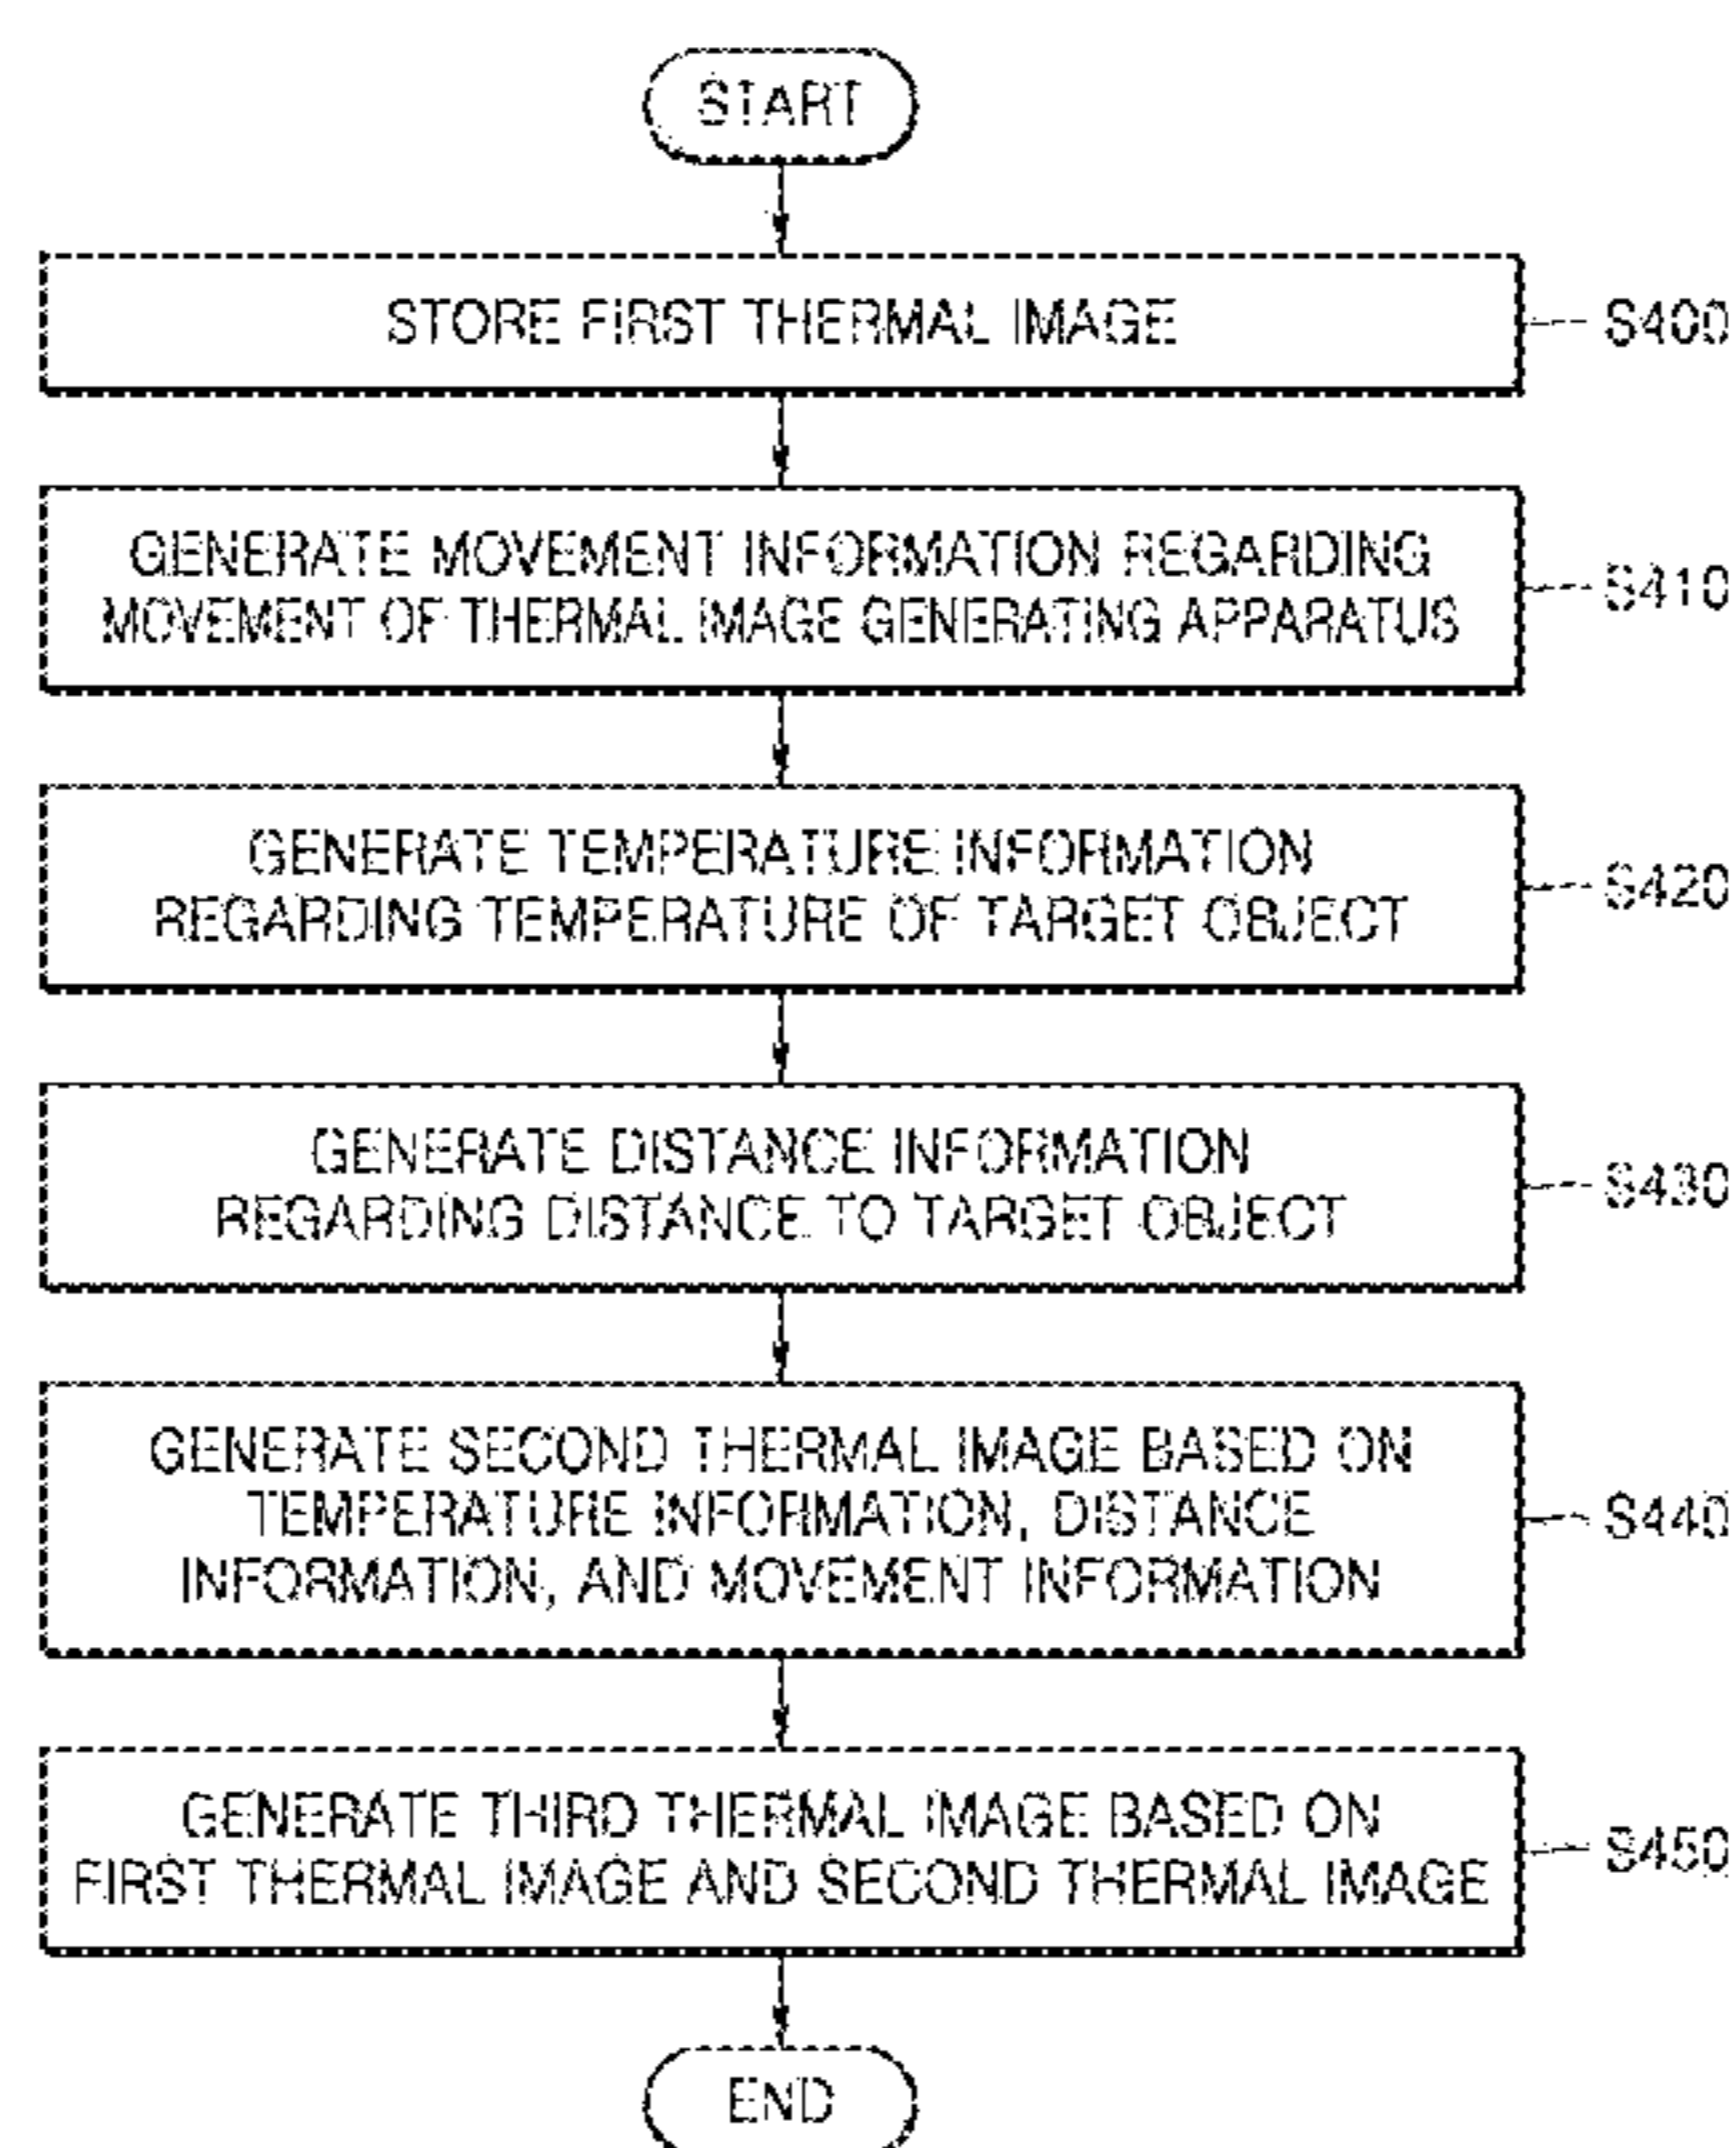 START
STORE FIRST THERMAL IMAGE
S400
GENERATE MOVEMENT INFORMATION REGARDING
MOVEMENT OF THERMAL IMAGE GENERATING APPARATUS
S410
GENERATE TEMPERATURE INFORMATION
REGARDING TEMPERATURE OF TARGET OBJECT
S420
GENERATE DISTANCE INFORMATION
REGARDING DISTANCE TO TARGET OBJECT
S430
GENERATE SECOND THERMAL IMAGE BASED ON
TEMPERATURE INFORMATION, DISTANCE
INFORMATION, AND MOVEMENT INFORMATION
S440
GENERATE THIRD THERMAL IMAGE BASED ON
FIRST THERMAL IMAGE AND SECOND THERMAL IMAGE
S450
END